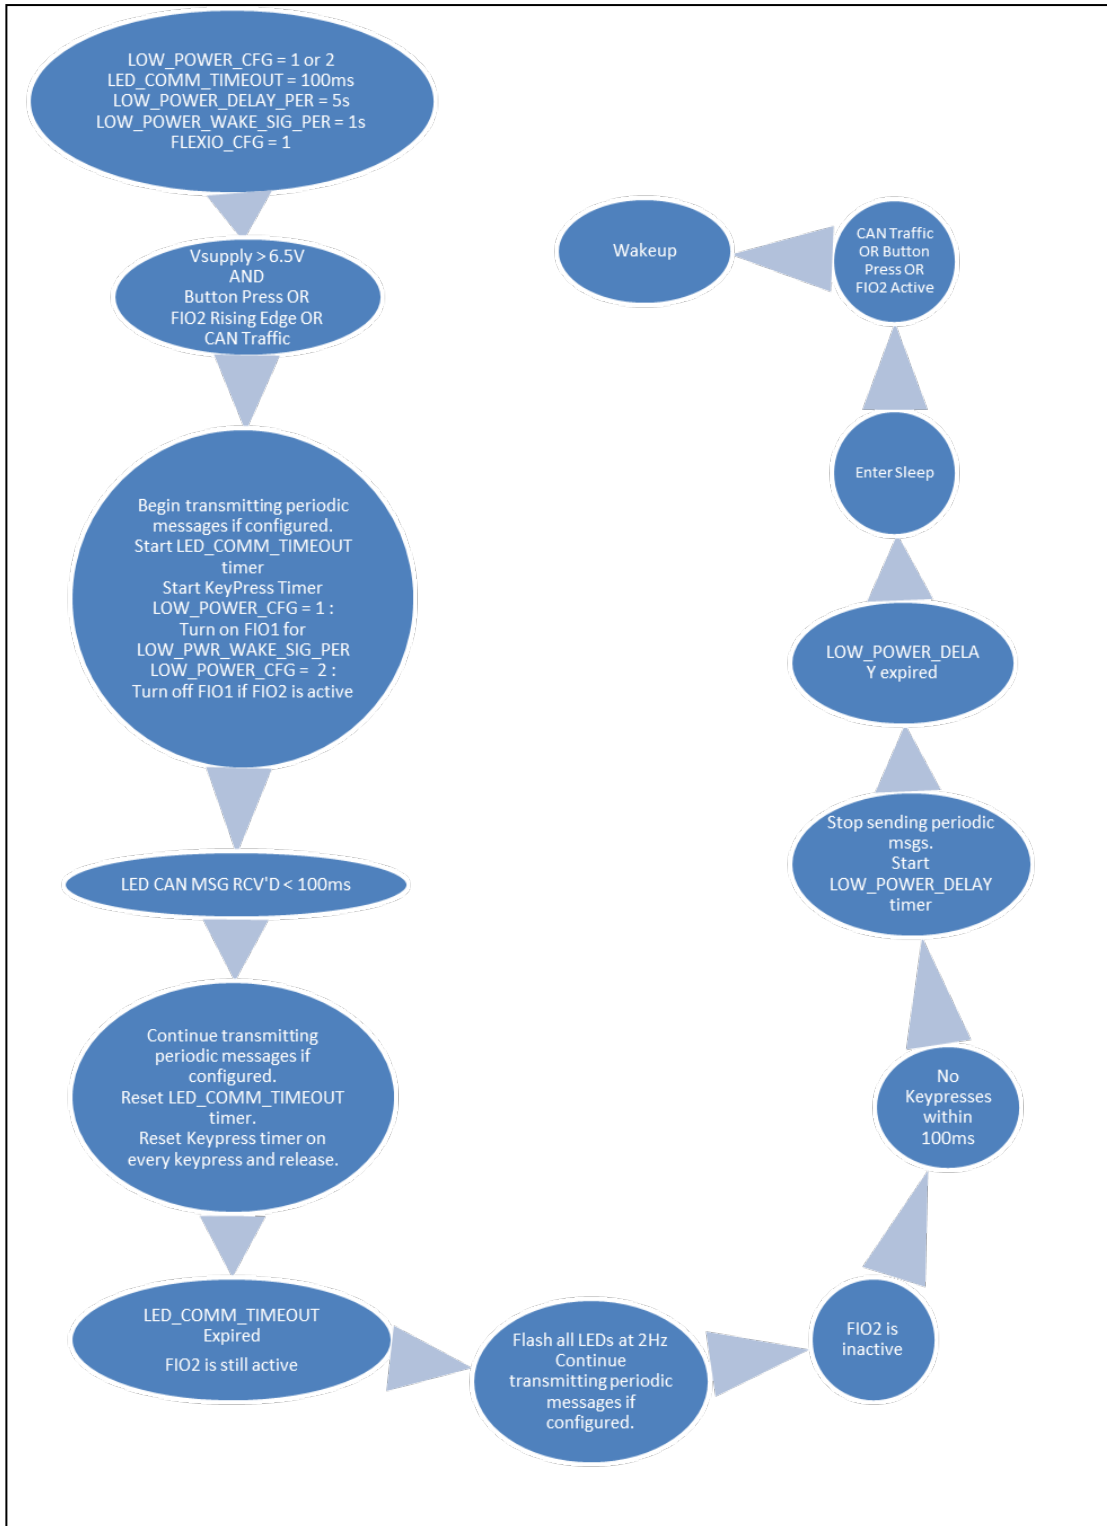 LOW_POWER_CFG = 1 or 2
LED_COMM_TIMEOUT = 100ms
LOW_POWER_DELAY_PER = 5s
LOW_POWER_WAKE_SIG_PER = 1s
FLEXIO_CFG = 1
Vsupply > 6.5V
AND
Button Press OR
FIO2 Rising Edge OR
CAN Traffic
Begin transmitting periodic
messages if configured.
Start LED_COMM_TIMEOUT
timer
Start KeyPress Timer
LOW_POWER_CFG = 1 :
Turn on FIO1 for
LOW_PWR_WAKE_SIG_PER
LOW_POWER_CFG = 2 :
Turn off FIO1 if FIO2 is active
LED CAN MSG RCV'D < 100ms
Continue transmitting
periodic messages if
configured.
Reset LED_COMM_TIMEOUT
timer.
Reset Keypress timer on
every keypress and release.
LED_COMM_TIMEOUT
Expired
FIO2 is still active
Flash all LEDs at 2Hz
Continue
transmitting periodic
messages if
configured.
FIO2 is
inactive
No
Keypresses
within
100ms
Stop sending periodic
msgs.
Start
LOW_POWER_DELAY
timer
LOW_POWER_DELA
Y expired
Enter Sleep
CAN Traffic
OR Button
Press OR
FIO2 Active
Wakeup